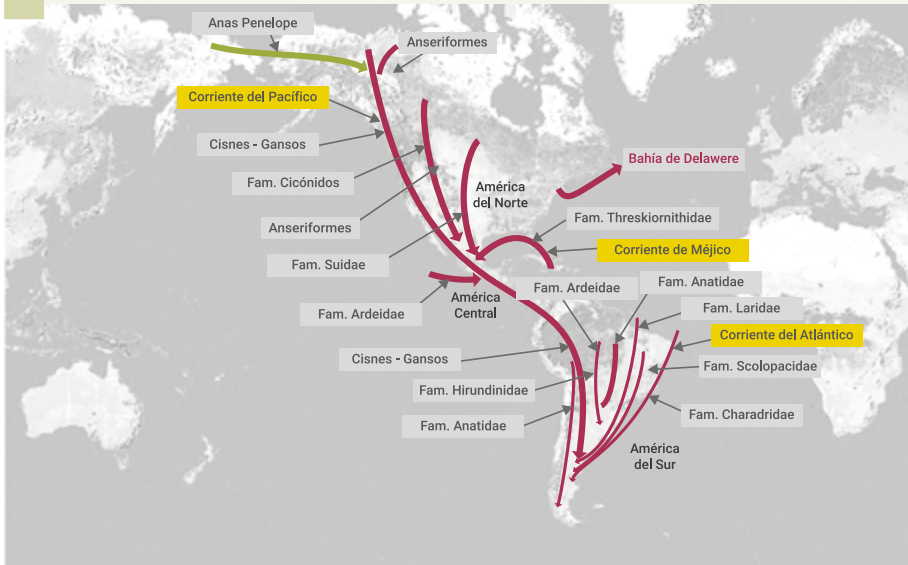 Anas Penelope
Anseriformes
Corriente del Pacífico
Cisnes - Gansos
Bahía de Delawere
Fam. Cicónidos
América
del Norte
Fam. Threskiornithidae
Anseriformes
Corriente de Méjico
Fam. Suidae
Fam. Ardeidae
Fam. Anatidae
América
Central
Fam. Ardeidae
Fam. Laridae
Corriente del Atlántico
Cisnes - Gansos
Fam. Scolopacidae
Fam. Hirundinidae
Fam. Charadridae
Fam. Anatidae
América
del Sur